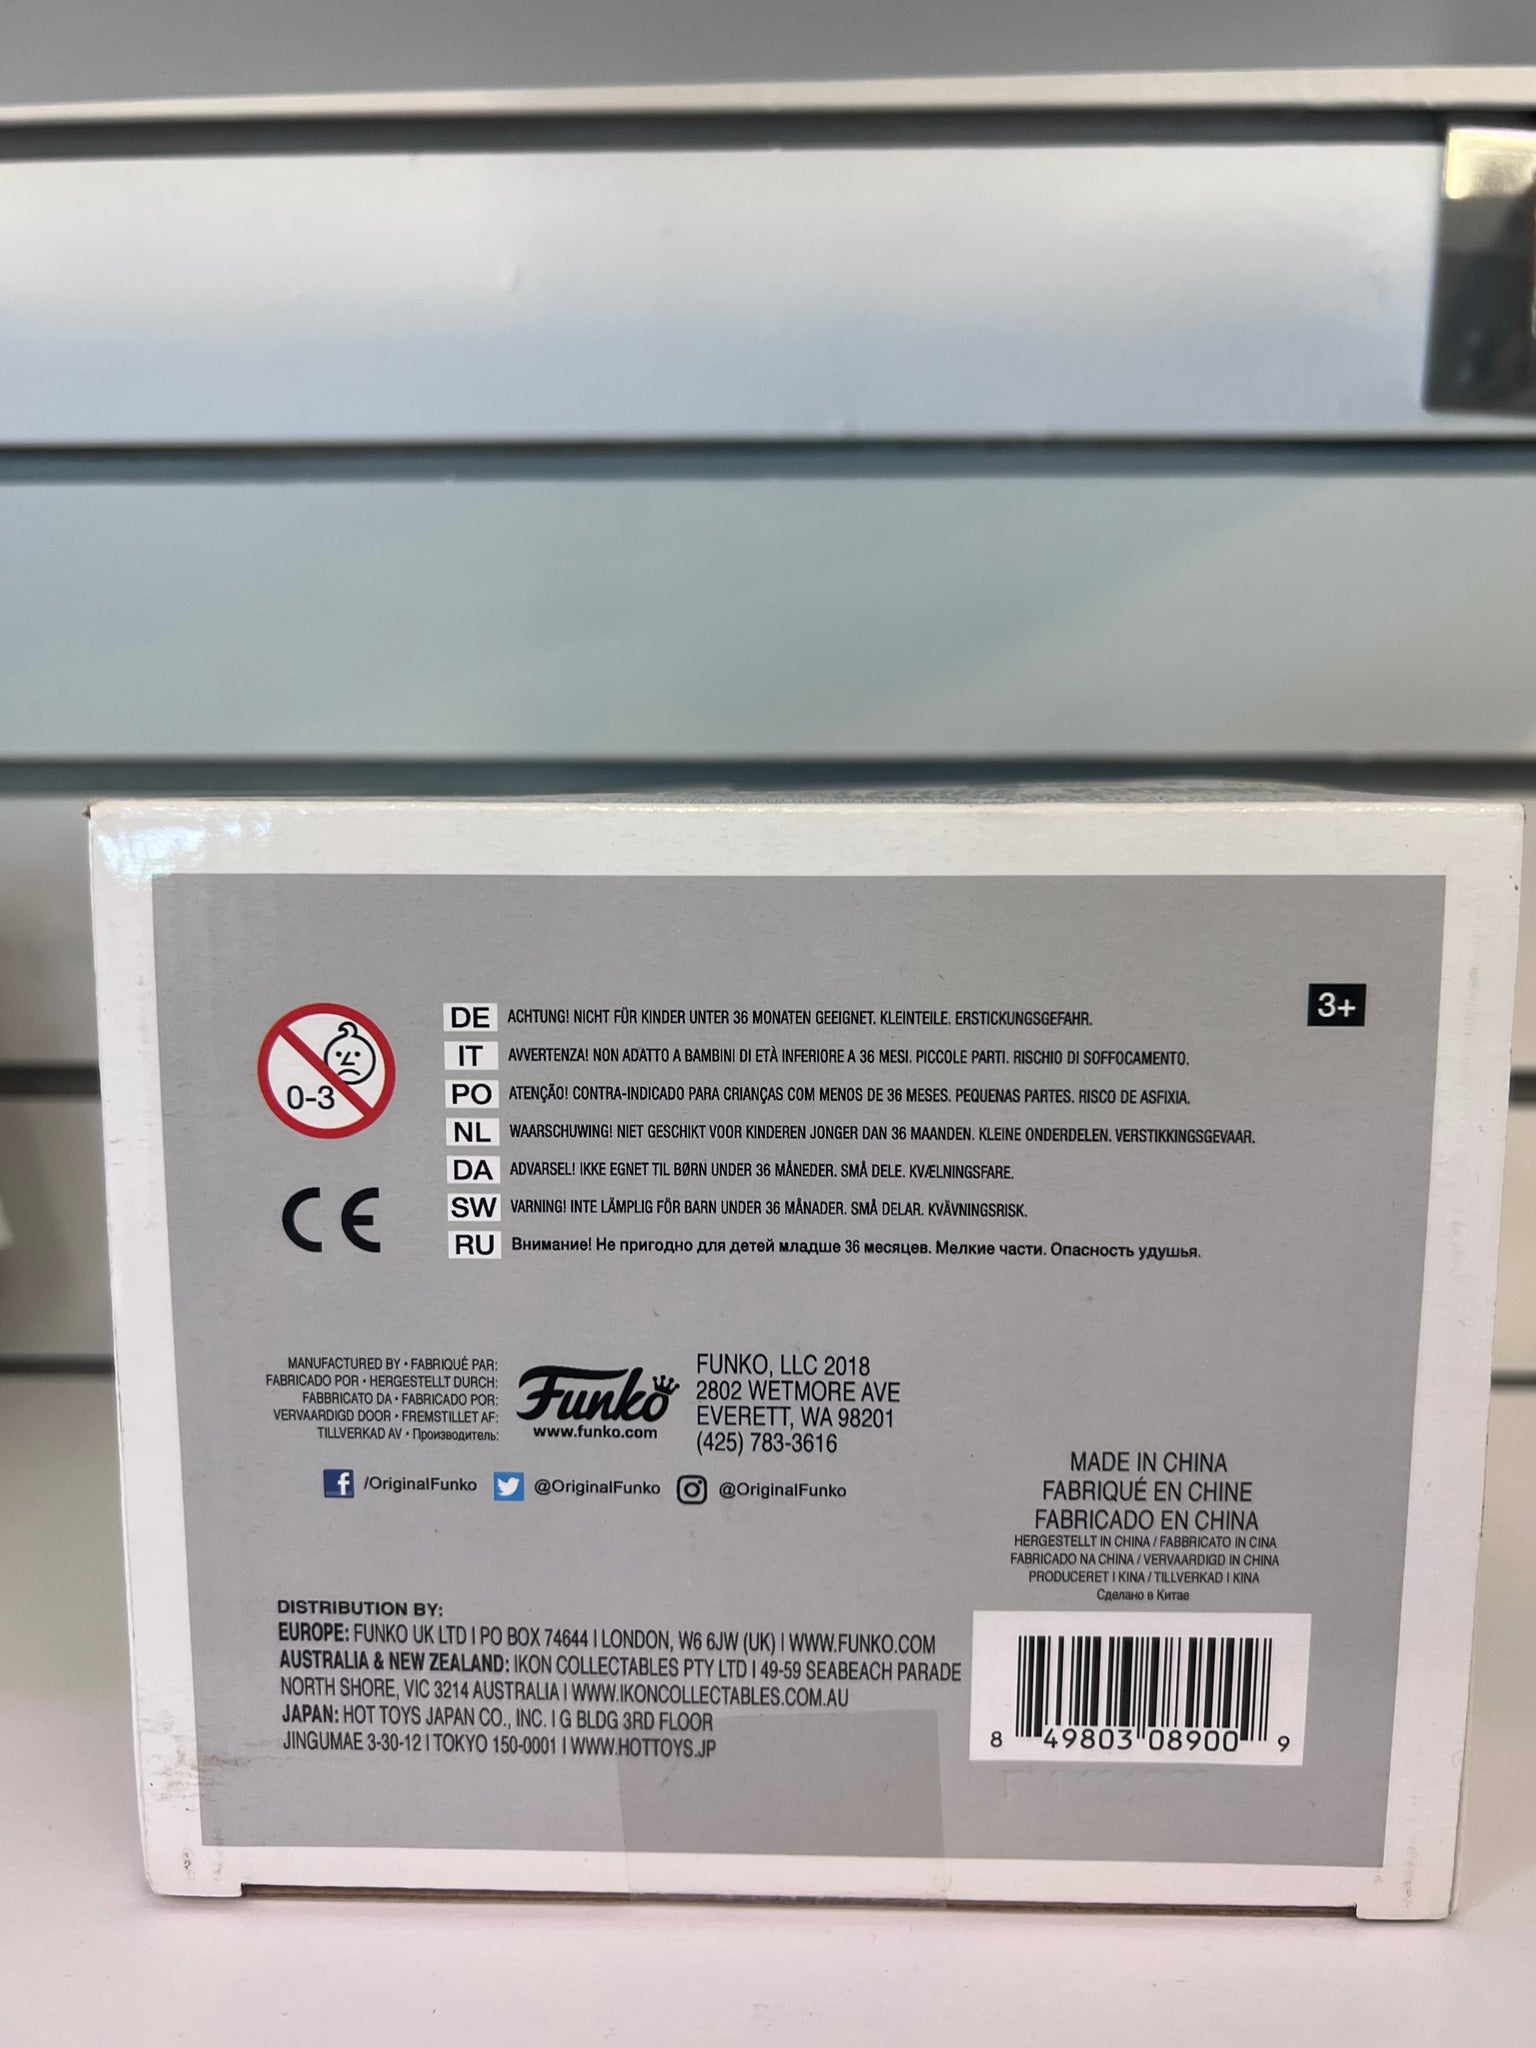 3+
0-3
DE ACHTUNG! NICHT FÜR KINDER UNTER 36 MONATEN GEEIGNET. KLEINTEILE. ERSTICKUNGSGEFAHR.
IT AVVERTENZA! NON ADATTO A BAMBINI DI ETÀ INFERIORE A 36 MESI. PICCOLE PARTI. RISCHIO DI SOFFOCAMENTO.
PO ATENÇÃO! CONTRA-INDICADO PARA CRIANÇAS COM MENOS DE 36 MESES. PEQUENAS PARTES. RISCO DE ASFIXIA.
NL WAARSCHUWING! NIET GESCHIKT VOOR KINDEREN JONGER DAN 36 MAANDEN. KLEINE ONDERDELEN. VERSTIKKINGSGEVAAR.
DA ADVARSEL! IKKE EGNET TIL BØRN UNDER 36 MÅNEDER. SMÅ DELE. KVÆLNINGSFARE.
SW VARNING! INTE LÄMPLIG FÖR BARN UNDER 36 MÅNADER. SMÅ DELAR. KVÄVNINGSRISK.
RU Внимание! Не пригодно для детей младше 36 месяцев. Мелкие части. Опасность удушья.
CE
MANUFACTURED BY • FABRIQUÉ PAR:
FABRICADO POR • HERGESTELLT DURCH:
FABBRICATO DA • FABRICADO POR:
VERVAARDIGD DOOR • FREMSTILLET AF:
TILLVERKAD AV • Производитель:
Funko
www.funko.com
FUNKO, LLC 2018
2802 WETMORE AVE
EVERETT, WA 98201
(425) 783-3616
f /OriginalFunko @OriginalFunko @OriginalFunko
MADE IN CHINA
FABRIQUÉ EN CHINE
FABRICADO EN CHINA
HERGESTELLT IN CHINA / FABBRICATO IN CINA
FABRICADO NA CHINA / VERVAARDIGD IN CHINA
PRODUCERET I KINA / TILLVERKAD I KINA
Сделано в Китае
DISTRIBUTION BY:
EUROPE: FUNKO UK LTD I PO BOX 74644 I LONDON, W6 6JW (UK) I WWW.FUNKO.COM
AUSTRALIA & NEW ZEALAND: IKON COLLECTABLES PTY LTD I 49-59 SEABEACH PARADE
NORTH SHORE, VIC 3214 AUSTRALIA I WWW.IKONCOLLECTABLES.COM.AU
JAPAN: HOT TOYS JAPAN CO., INC. I G BLDG 3RD FLOOR
JINGUMAE 3-30-12 I TOKYO 150-0001 I WWW.HOTTOYS.JP
8 49803 08900 9